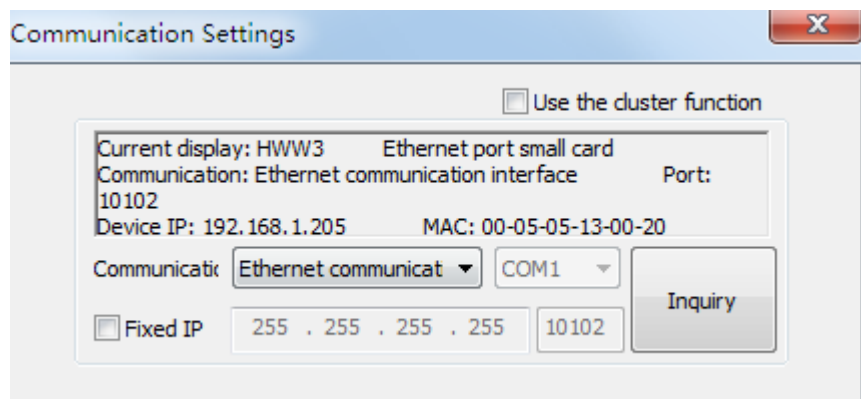 Communication Settings
Use the cluster function
Current display: HWW3 Ethernet port small card
Communication: Ethernet communication interface Port:
10102
Device IP: 192.168.1.205 MAC: 00-05-05-13-00-20
Communicatic Ethernet communicat COM1
Inquiry
Fixed IP 255 . 255 . 255 . 255 10102